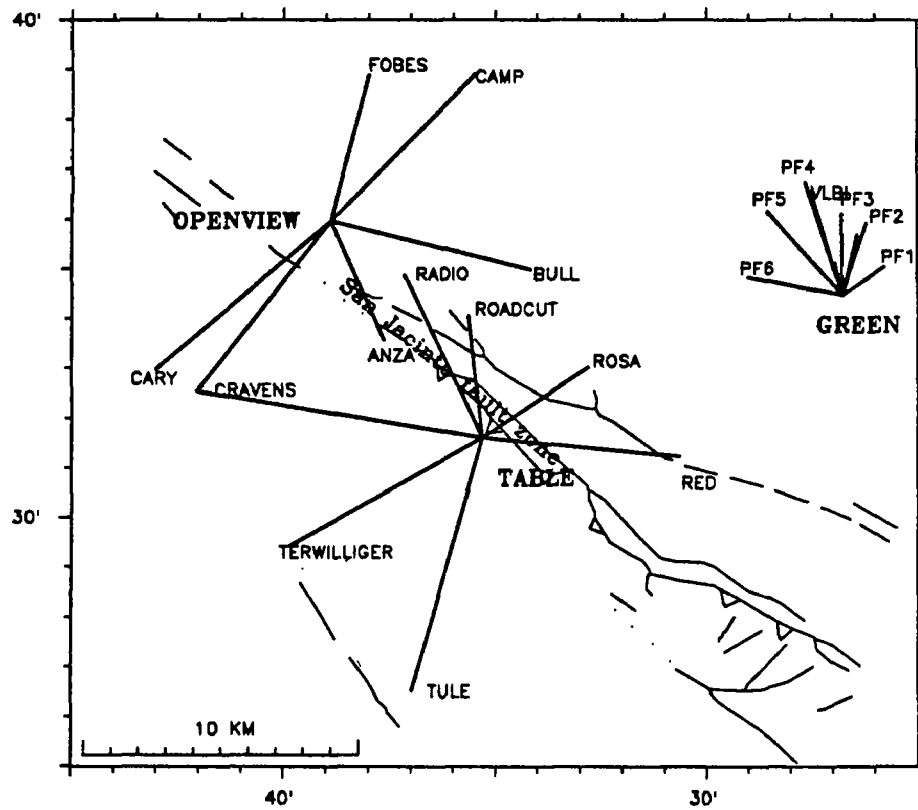 40'
FOBES
CAMP
PF4
VLBI
PF3
PF5
PF2
OPENVIEW
PF1
RADIO
BULL
PF6
ROADCUT
GREEN
San Jacinto fault zone
ANZA
ROSA
CARY
CRAVENS
TABLE
RED
30'
TERWILLIGER
TULE
10 KM
40'
30'